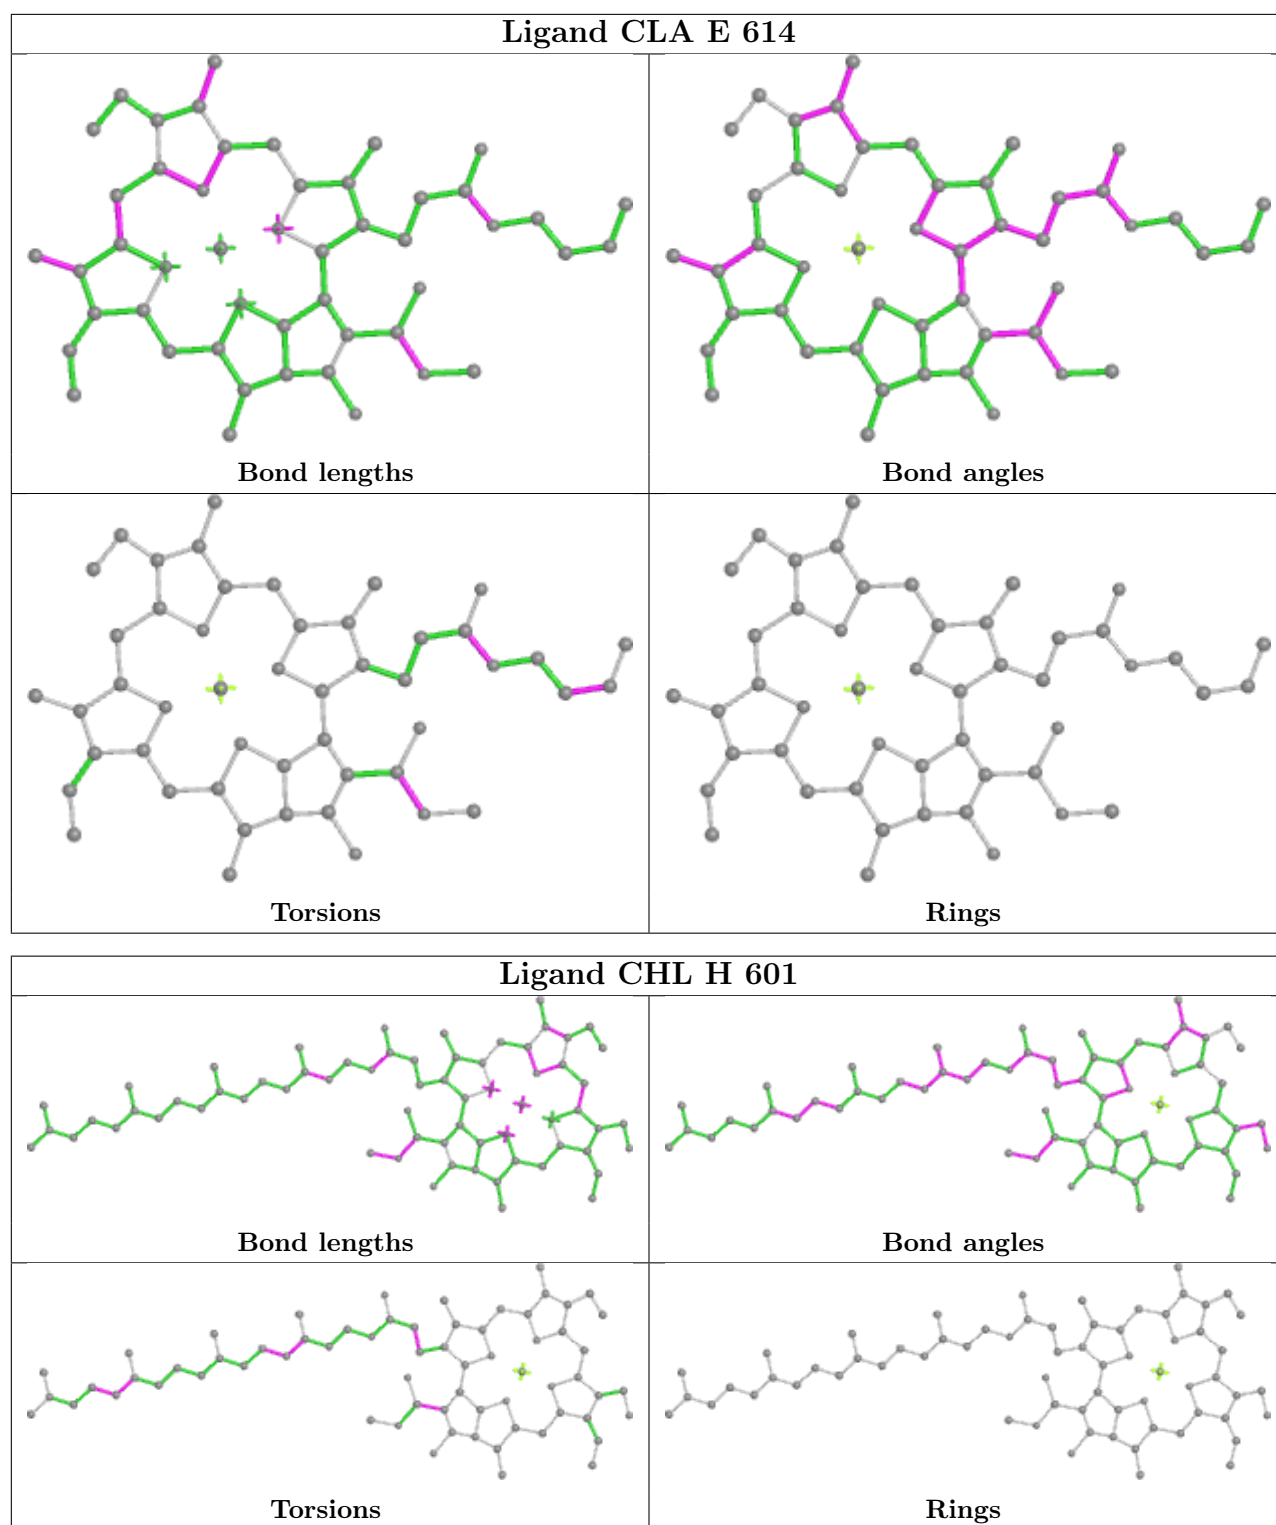 Ligand CLA E 614
Bond lengths
Bond angles
Torsions
Rings
Ligand CHL H 601
Bond lengths
Bond angles
Torsions
Rings